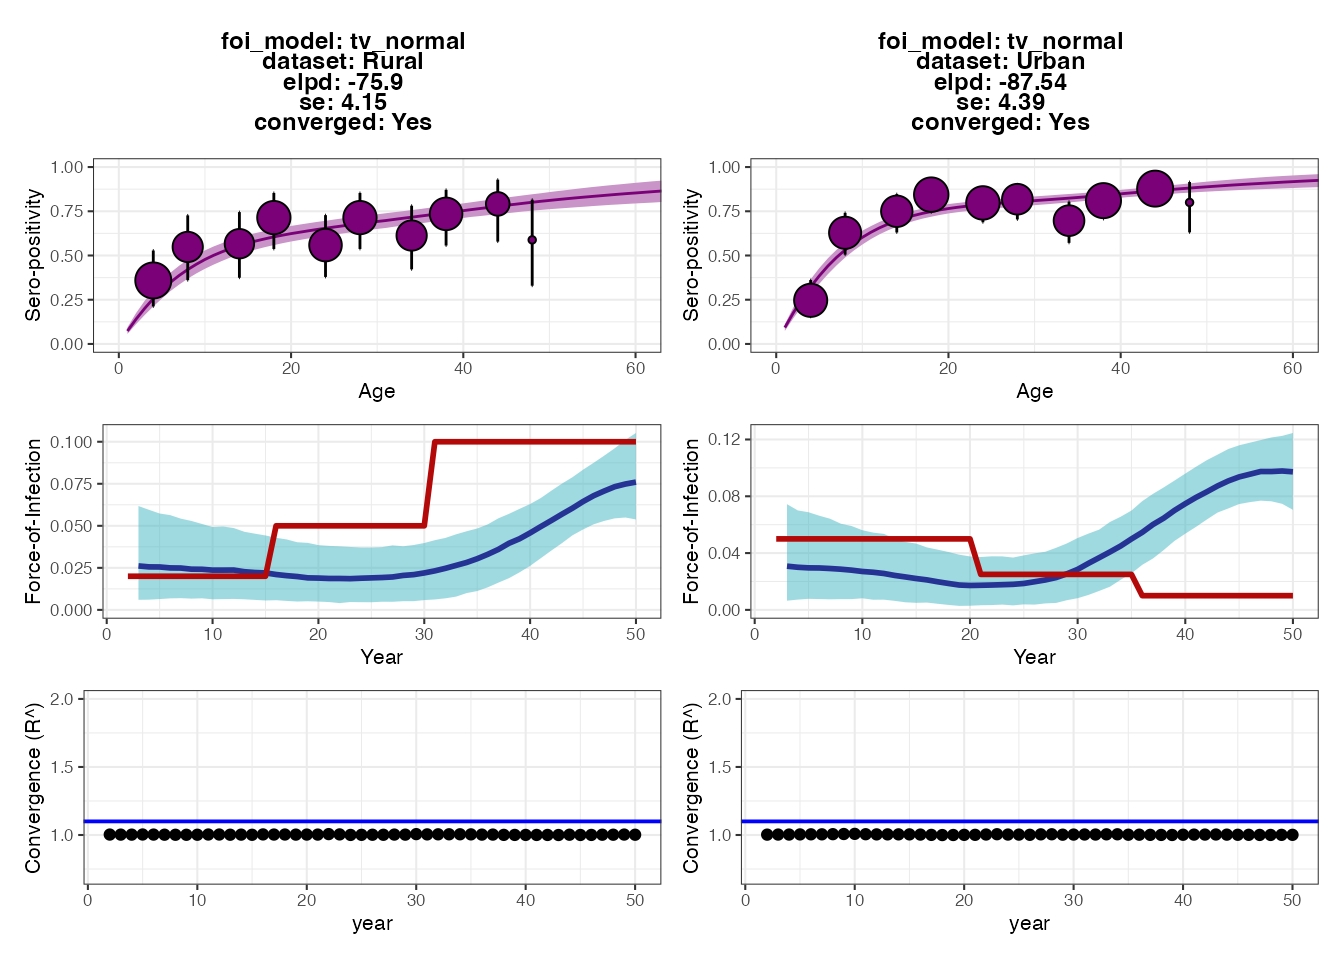 foi_model: tv_normal
dataset: Rural
elpd: -75.9
se: 4.15
converged: Yes
foi_model: tv_normal
dataset: Urban
elpd: -87.54
se: 4.39
converged: Yes
1.00
0.75
0.50
0.25
0.00
Sero-positivity
0 20 40 60
Age
1.00
0.75
0.50
0.25
0.00
Sero-positivity
0 20 40 60
Age
0.100
0.075
0.050
0.025
0.000
Force-of-Infection
0 10 20 30 40 50
Year
0.12
0.08
0.04
0.00
Force-of-Infection
0 10 20 30 40 50
Year
2.0
1.5
1.0
Convergence (R^)
0 10 20 30 40 50
year
2.0
1.5
1.0
Convergence (R^)
0 10 20 30 40 50
year